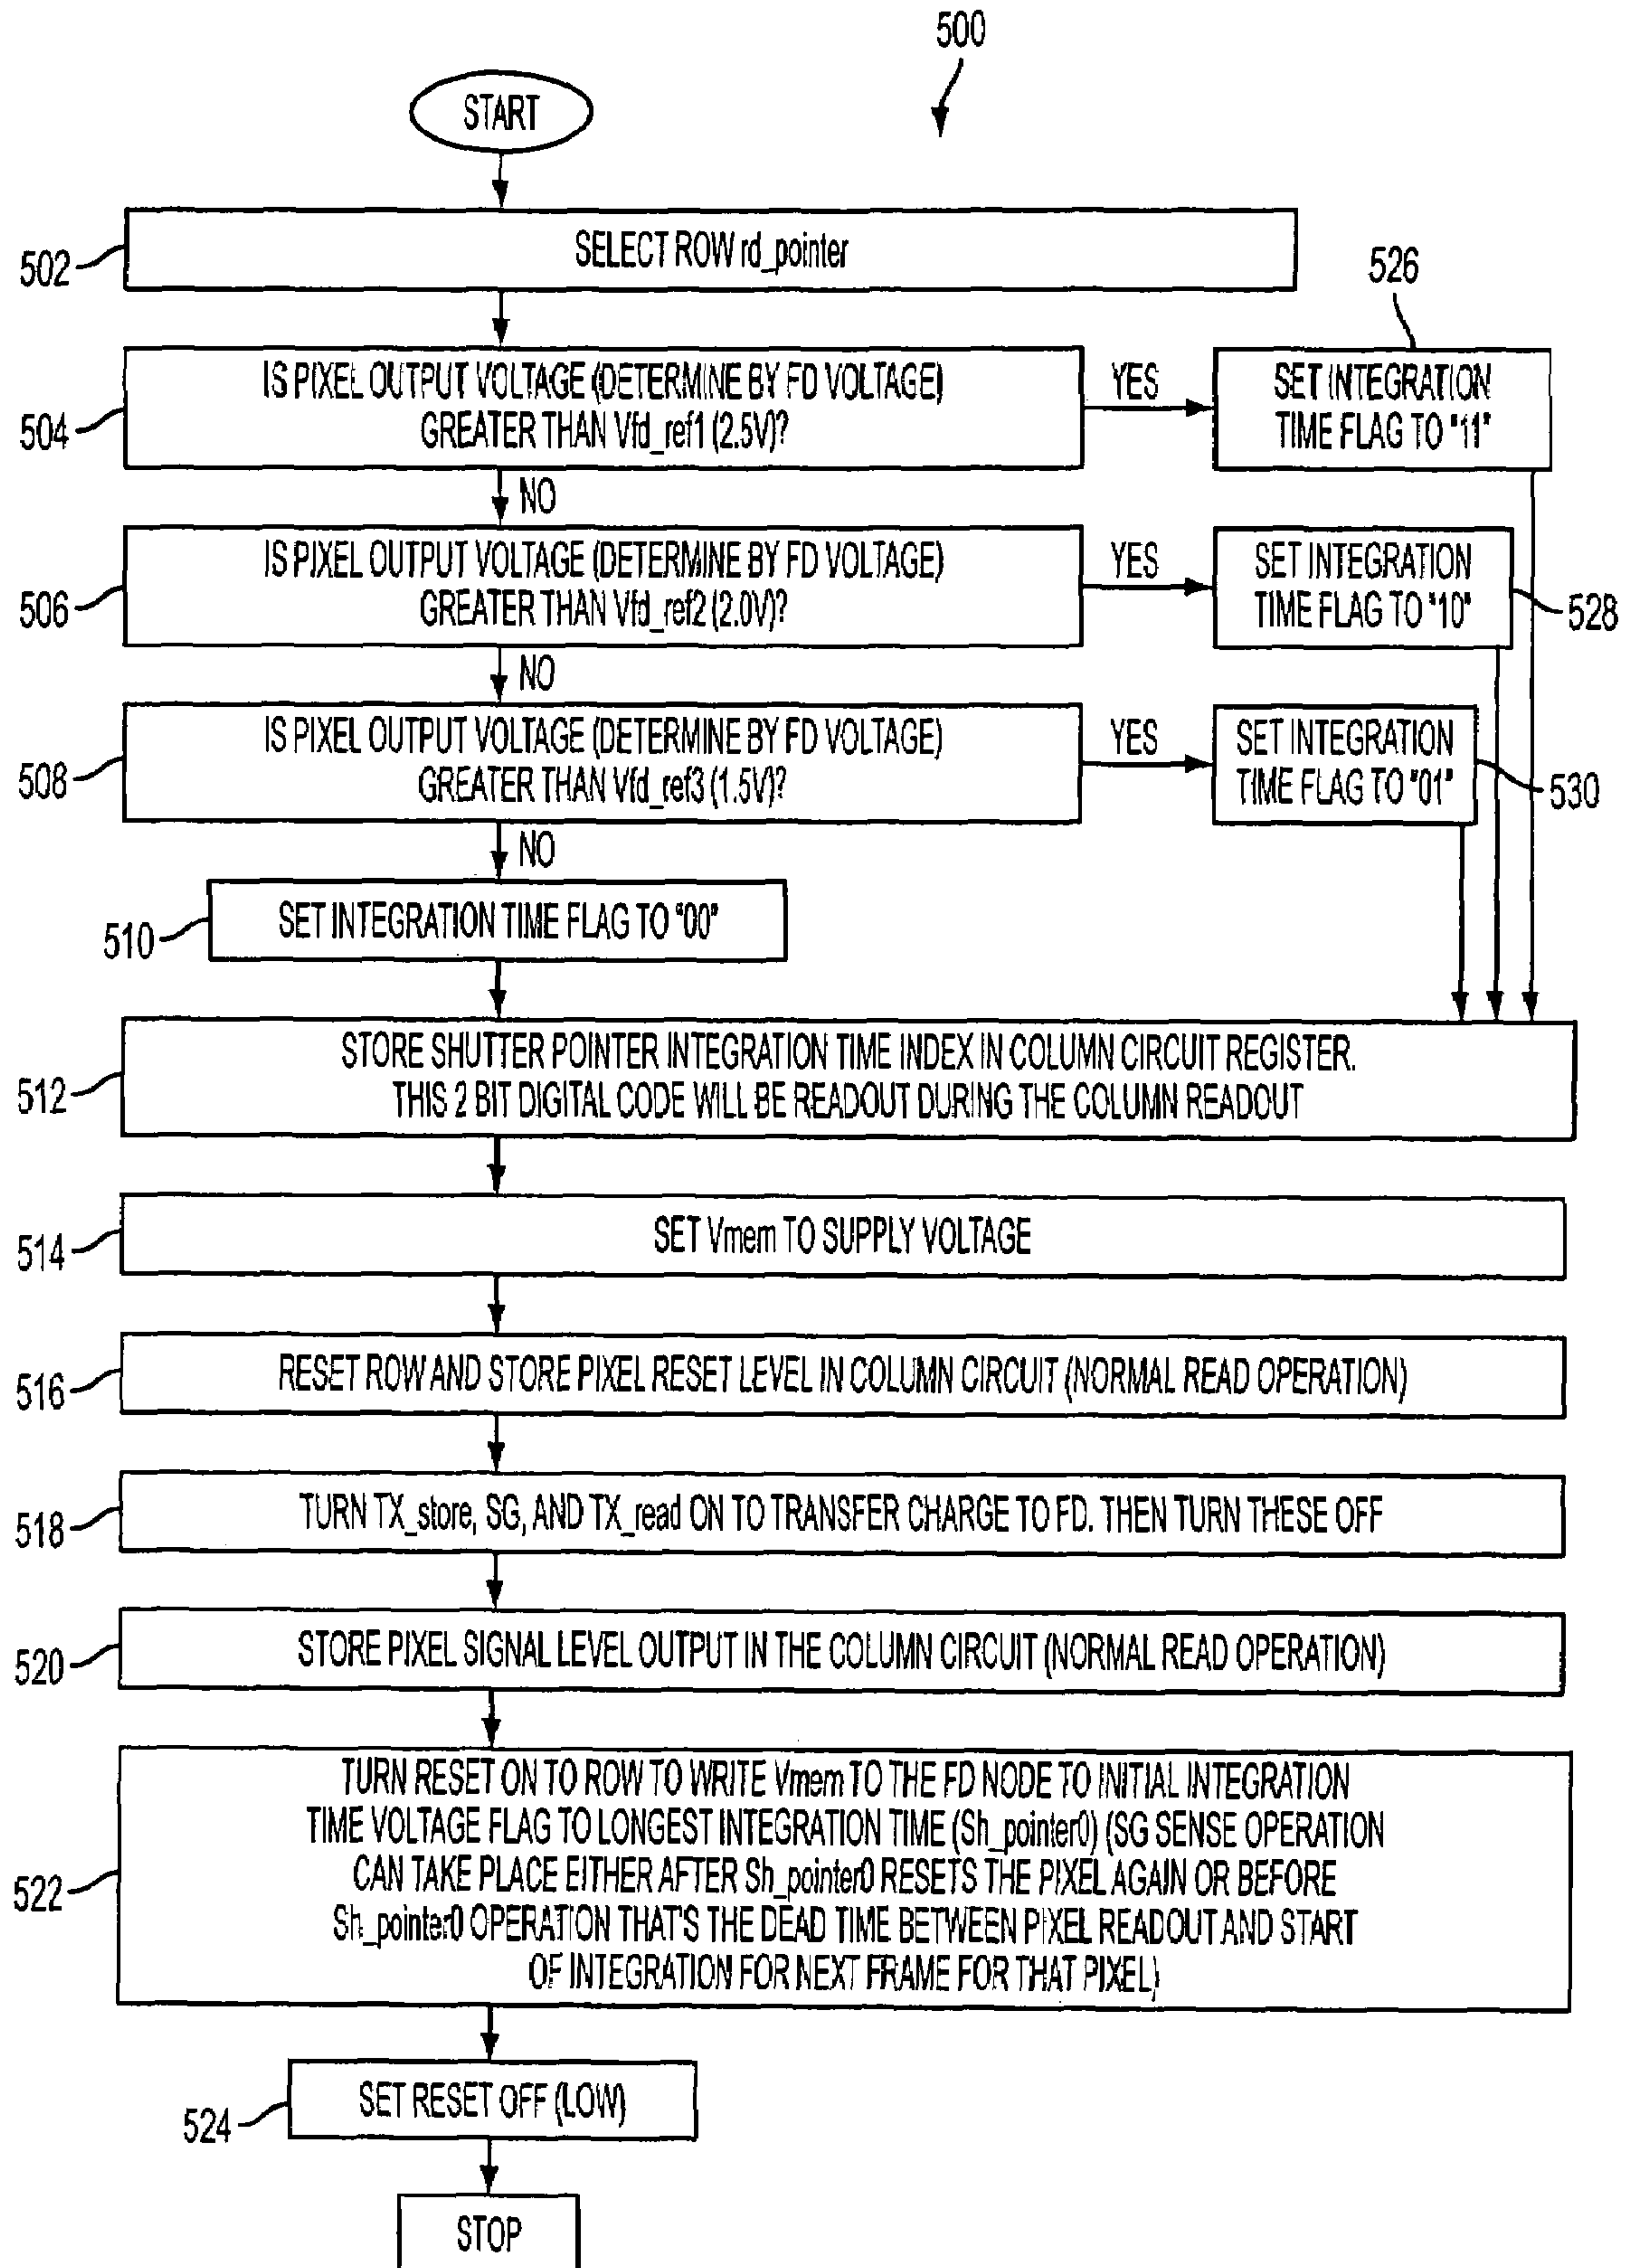 500
START
502
SELECT ROW rd_pointer
526
504
IS PIXEL OUTPUT VOLTAGE (DETERMINE BY FD VOLTAGE)
GREATER THAN Vfd_ref1 (2.5V)?
YES
SET INTEGRATION
TIME FLAG TO "11"
NO
506
IS PIXEL OUTPUT VOLTAGE (DETERMINE BY FD VOLTAGE)
GREATER THAN Vfd_ref2 (2.0V)?
YES
SET INTEGRATION
TIME FLAG TO "10"
528
NO
508
IS PIXEL OUTPUT VOLTAGE (DETERMINE BY FD VOLTAGE)
GREATER THAN Vfd_ref3 (1.5V)?
YES
SET INTEGRATION
TIME FLAG TO "01"
530
NO
510
SET INTEGRATION TIME FLAG TO "00"
512
STORE SHUTTER POINTER INTEGRATION TIME INDEX IN COLUMN CIRCUIT REGISTER.
THIS 2 BIT DIGITAL CODE WILL BE READOUT DURING THE COLUMN READOUT
514
SET Vmem TO SUPPLY VOLTAGE
516
RESET ROW AND STORE PIXEL RESET LEVEL IN COLUMN CIRCUIT (NORMAL READ OPERATION)
518
TURN TX_store, SG, AND TX_read ON TO TRANSFER CHARGE TO FD. THEN TURN THESE OFF
520
STORE PIXEL SIGNAL LEVEL OUTPUT IN THE COLUMN CIRCUIT (NORMAL READ OPERATION)
522
TURN RESET ON TO ROW TO WRITE Vmem TO THE FD NODE TO INITIAL INTEGRATION
TIME VOLTAGE FLAG TO LONGEST INTEGRATION TIME (Sh_pointer0) (SG SENSE OPERATION
CAN TAKE PLACE EITHER AFTER Sh_pointer0 RESETS THE PIXEL AGAIN OR BEFORE
Sh_pointer0 OPERATION THAT'S THE DEAD TIME BETWEEN PIXEL READOUT AND START
OF INTEGRATION FOR NEXT FRAME FOR THAT PIXEL)
524
SET RESET OFF (LOW)
STOP